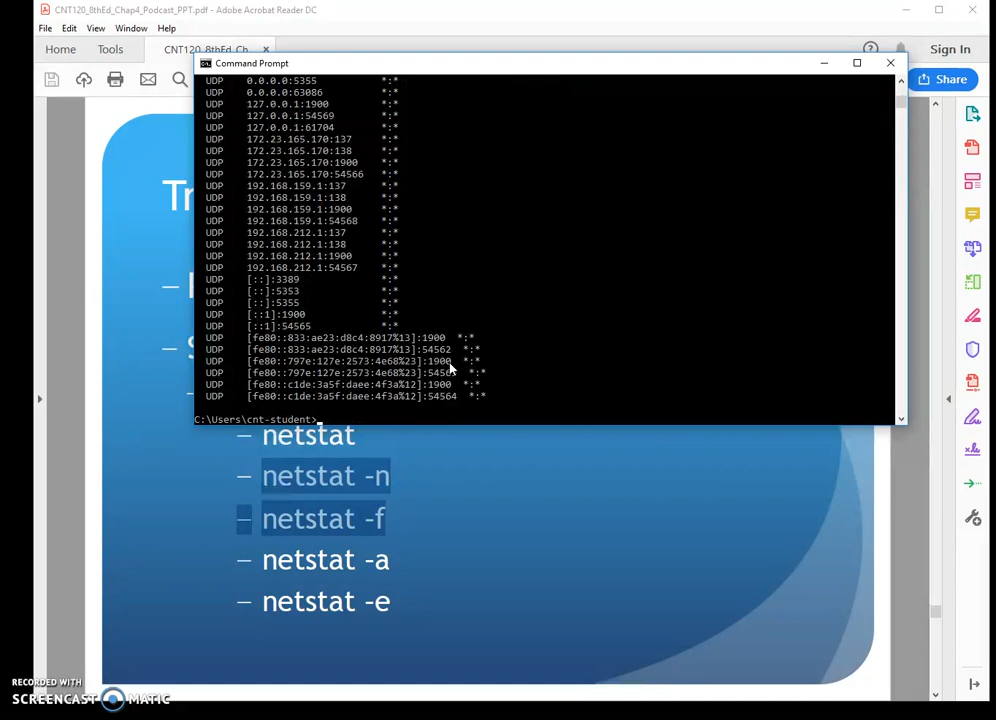 CNT120_8thEd_Chap4_Podcast_PPT.pdf - Adobe Acrobat Reader DC
File Edit View Window Help
Home Tools CNT120_8thEd_Ch... × Sign In
Command Prompt
Share
UDP 0.0.0.0:5355 *:*
UDP 0.0.0.0:63086 *:*
UDP 127.0.0.1:1900 *:*
UDP 127.0.0.1:54569 *:*
UDP 127.0.0.1:61704 *:*
UDP 172.23.165.170:137 *:*
UDP 172.23.165.170:138 *:*
UDP 172.23.165.170:1900 *:*
UDP 172.23.165.170:54566 *:*
UDP 192.168.159.1:137 *:*
UDP 192.168.159.1:138 *:*
UDP 192.168.159.1:1900 *:*
UDP 192.168.159.1:54568 *:*
UDP 192.168.212.1:137 *:*
UDP 192.168.212.1:138 *:*
UDP 192.168.212.1:1900 *:*
UDP 192.168.212.1:54567 *:*
UDP [::]:3389 *:*
UDP [::]:5353 *:*
UDP [::]:5355 *:*
UDP [::1]:1900 *:*
UDP [::1]:54565 *:*
UDP [fe80::833:ae23:d8c4:8917%13]:1900 *:*
UDP [fe80::833:ae23:d8c4:8917%13]:54562 *:*
UDP [fe80::797e:127e:2573:4e68%23]:1900 *:*
UDP *:*
UDP [fe80::c1de:3a5f:daee:4f3a%12]:1900 *:*
UDP [fe80::c1de:3a5f:daee:4f3a%12]:54564 *:*
C:\Users\cnt-student>
– netstat
– netstat -n
– netstat -f
– netstat -a
– netstat -e
RECORDED WITH
SCREENCAST MATIC